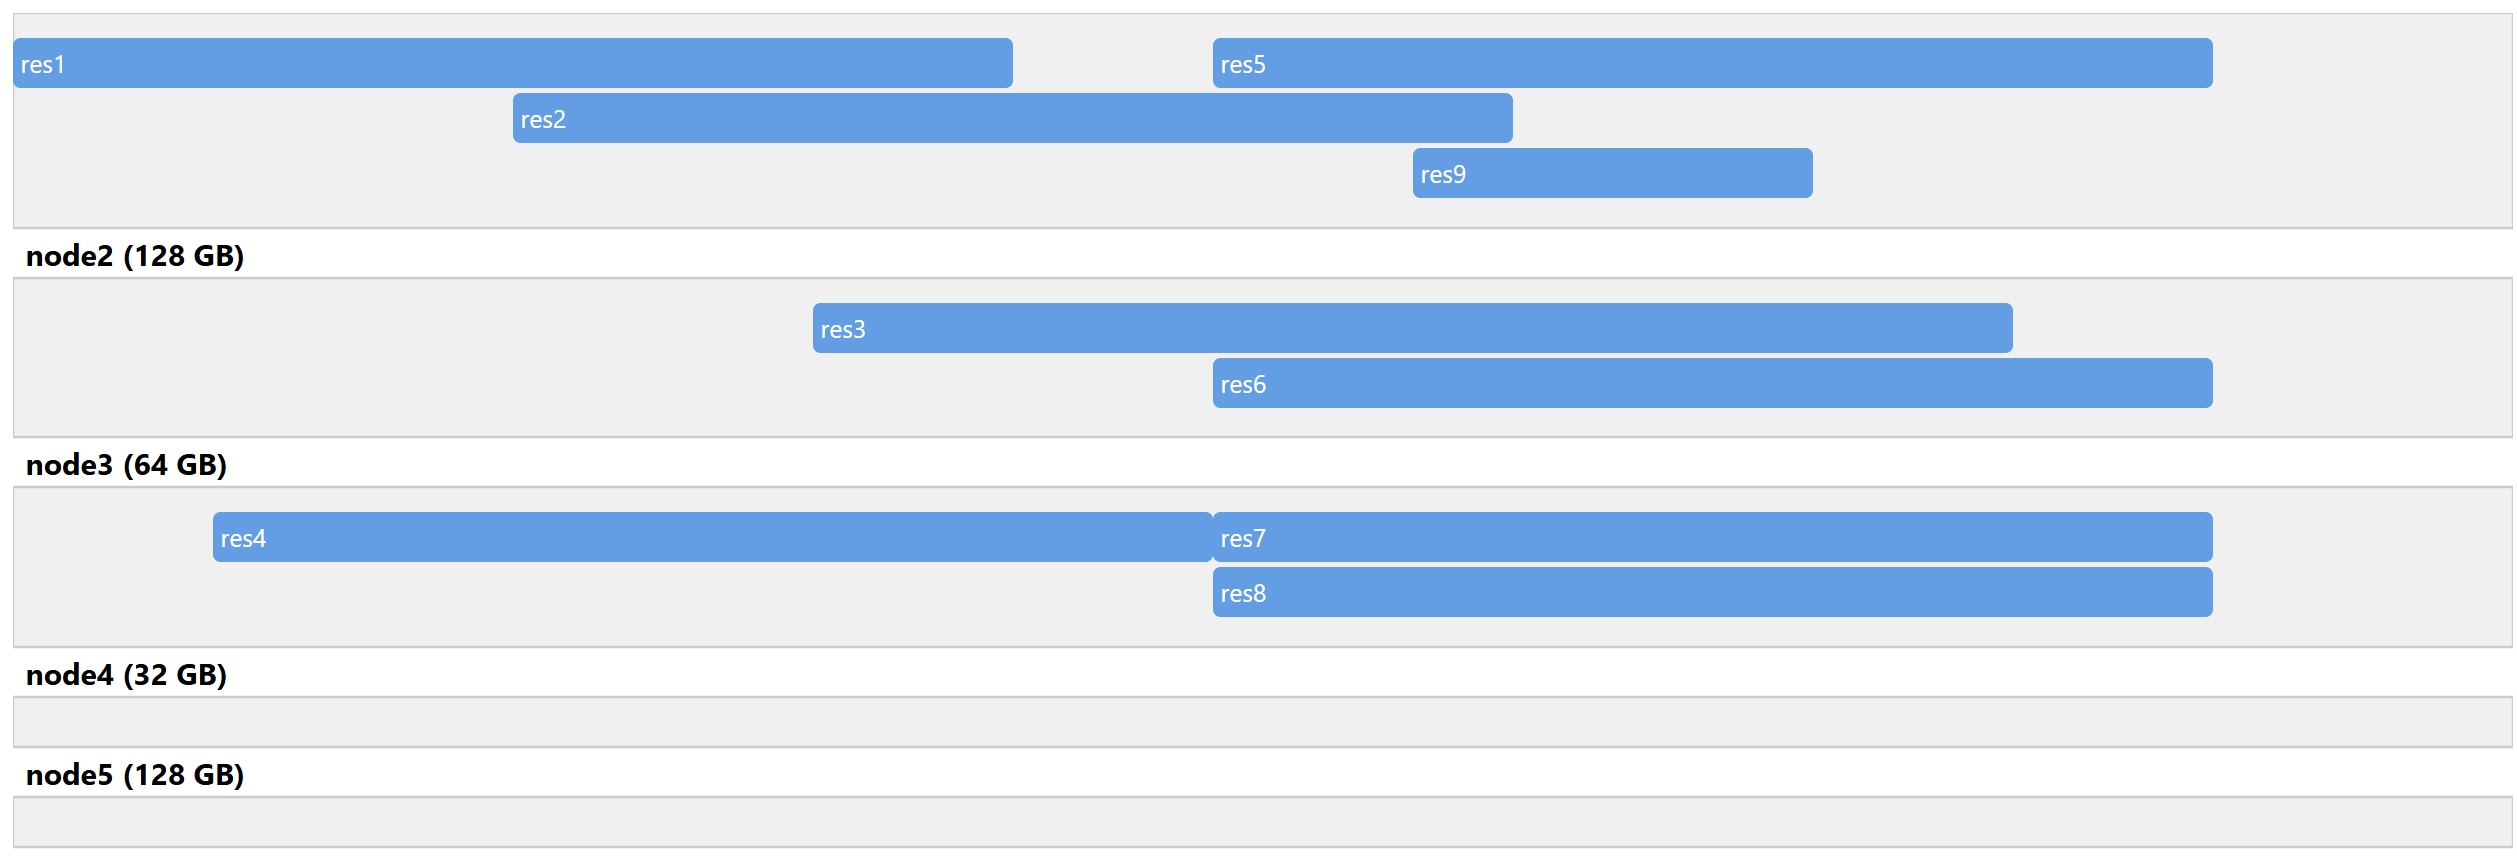 res1 res5
res2
res9
node2 (128 GB)
res3
res6
node3 (64 GB)
res4 res7
res8
node4 (32 GB)
node5 (128 GB)